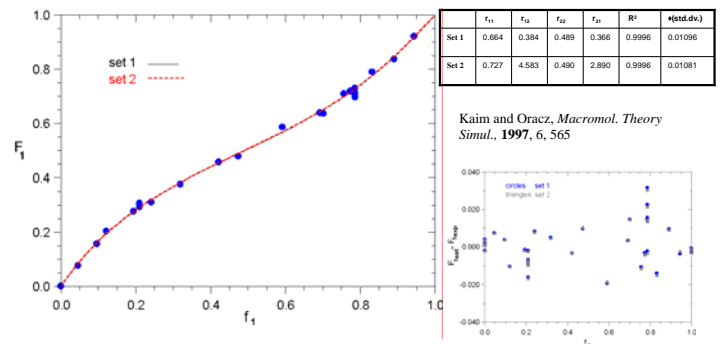 1.0
0.8
0.6
0.40
0.2
0.0
F1
0.0 0.2 0.4 0.6 0.8 1.0
f1
set 1
set 2
r11 r12 r22 r21 R² ♦(std.dv.)
Set 1 0.664 0.384 0.489 0.366 0.9996 0.01096
Set 2 0.727 4.583 0.490 2.890 0.9996 0.01081
Kaim and Oracz, Macromol. Theory
Simul., 1997, 6, 565
0.040
0.020
0.000
-0.020
-0.040
F1est - F1exp
circles set 1
triangles set 2
0.0 0.2 0.4 0.6 0.8 1.0